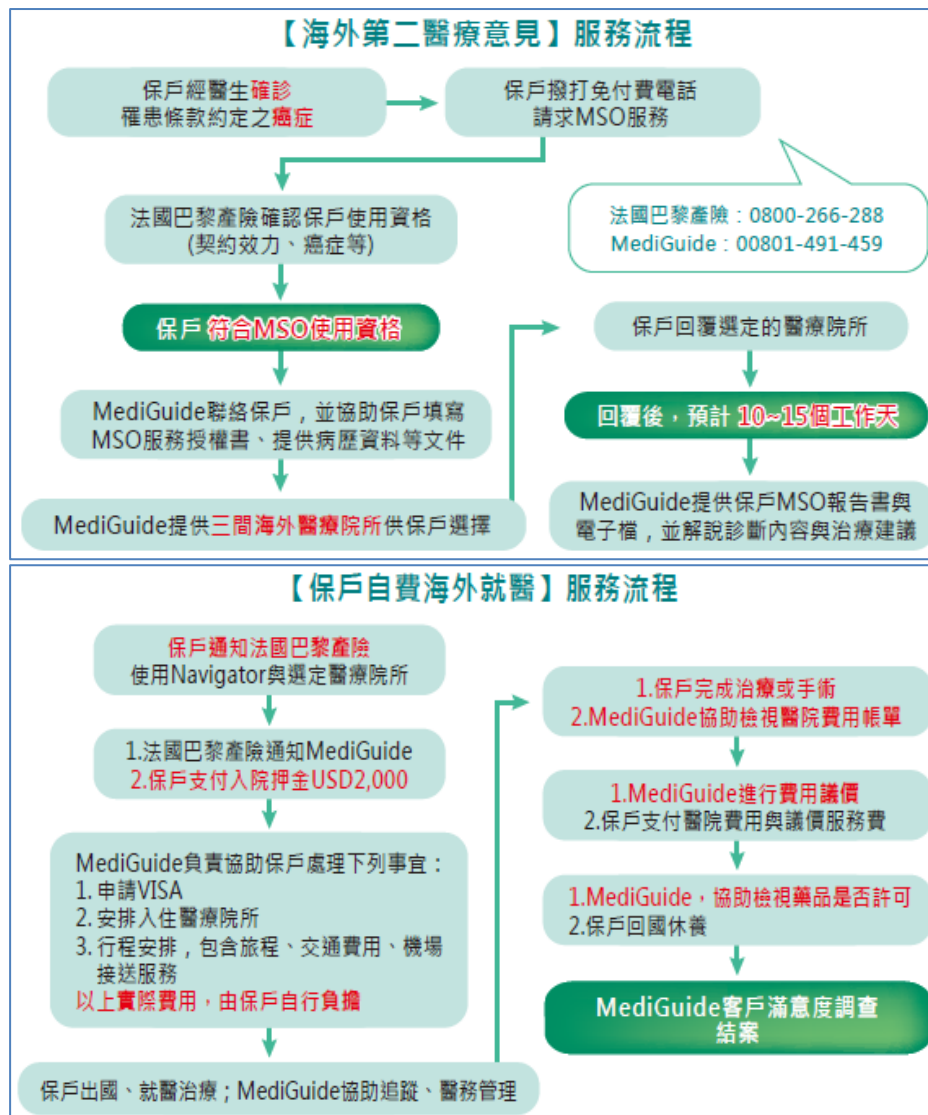 【海外第二醫療意見】服務流程
保戶經醫生確診
罹患條款約定之癌症
保戶撥打免付費電話
請求MSO服務
法國巴黎產險：0800-266-288
MediGuide：00801-491-459
法國巴黎產險確認保戶使用資格
(契約效力、癌症等)
保戶符合MSO使用資格
MediGuide聯絡保戶，並協助保戶填寫
MSO服務授權書、提供病歷資料等文件
MediGuide提供三間海外醫療院所供保戶選擇
保戶回覆選定的醫療院所
回覆後，預計 10~15個工作天
MediGuide提供保戶MSO報告書與
電子檔，並解說診斷內容與治療建議
【保戶自費海外就醫】服務流程
保戶通知法國巴黎產險
使用Navigator與選定醫療院所
1.法國巴黎產險通知MediGuide
2.保戶支付入院押金USD2,000
MediGuide負責協助保戶處理下列事宜：
1. 申請VISA
2. 安排入住醫療院所
3. 行程安排，包含旅程、交通費用、機場
接送服務
以上實際費用，由保戶自行負擔
保戶出國、就醫治療；MediGuide協助追蹤、醫務管理
1.保戶完成治療或手術
2.MediGuide協助檢視醫院費用帳單
1.MediGuide進行費用議價
2.保戶支付醫院費用與議價服務費
1.MediGuide，協助檢視藥品是否許可
2.保戶回國休養
MediGuide客戶滿意度調查
結案